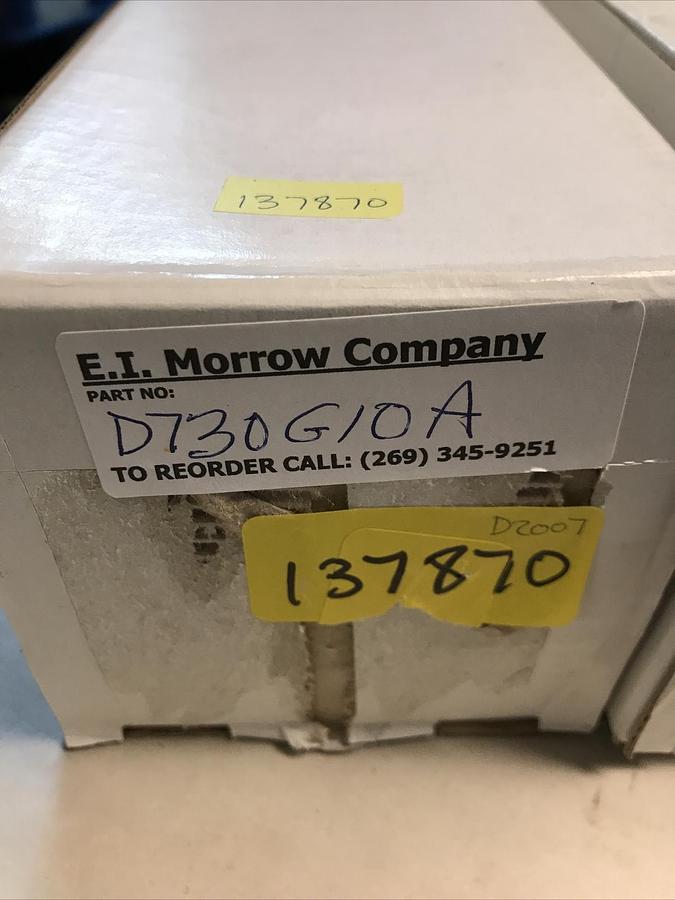 137870
E.I. Morrow Company
PART NO:
D730G10A
TO REORDER CALL: (269) 345-9251
D2007
137870